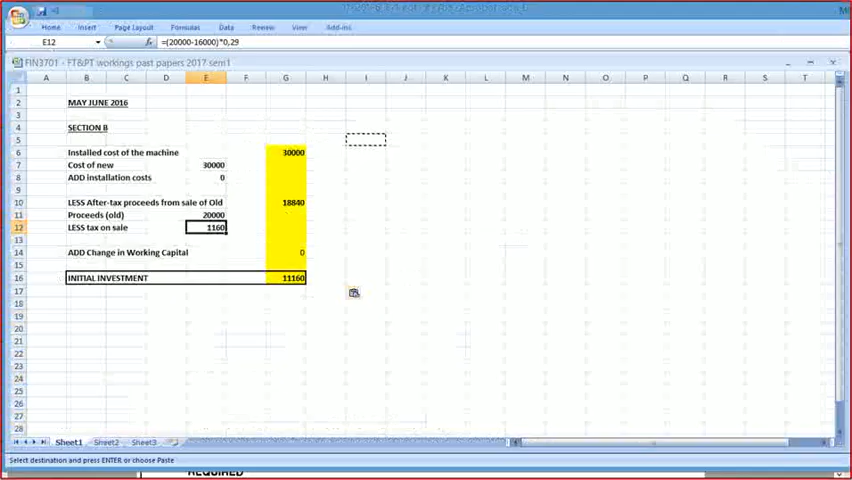 Home Insert Page Layout Formulas Data Review View Add-Ins
E12 fx =(20000-16000)*0,29
FIN3701 - FT&PT workings past papers 2017 sem1
A B C D E F G H I J K L M N O P Q R S T
1
2 MAY JUNE 2016
3
4 SECTION B
5
6 Installed cost of the machine 30000
7 Cost of new 30000
8 ADD installation costs 0
9
10 LESS After-tax proceeds from sale of Old 18840
11 Proceeds (old) 20000
12 LESS tax on sale 1160
13
14 ADD Change in Working Capital 0
15
16 INITIAL INVESTMENT 11160
17
18
19
20
21
22
23
24
25
26
27
28
Sheet1 Sheet2 Sheet3
Select destination and press ENTER or choose Paste
REQUIRED